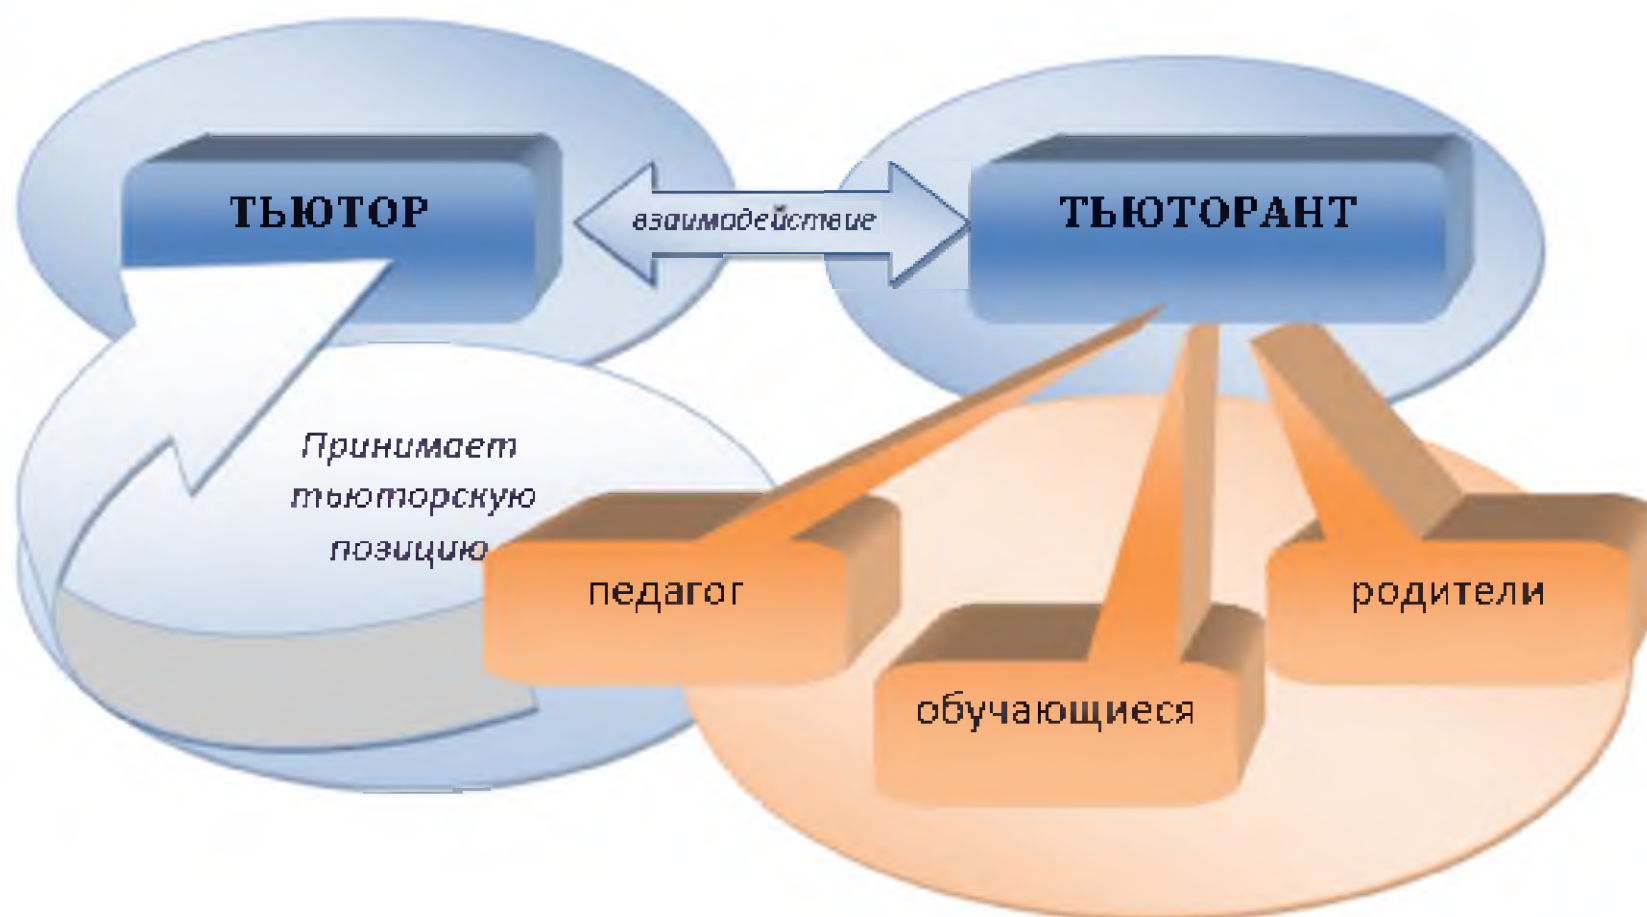 ТЬЮТОР
взаимодействие
ТЬЮТОРАНТ
Принимает
тьюторскую
позицию
педагог
обучающиеся
родители